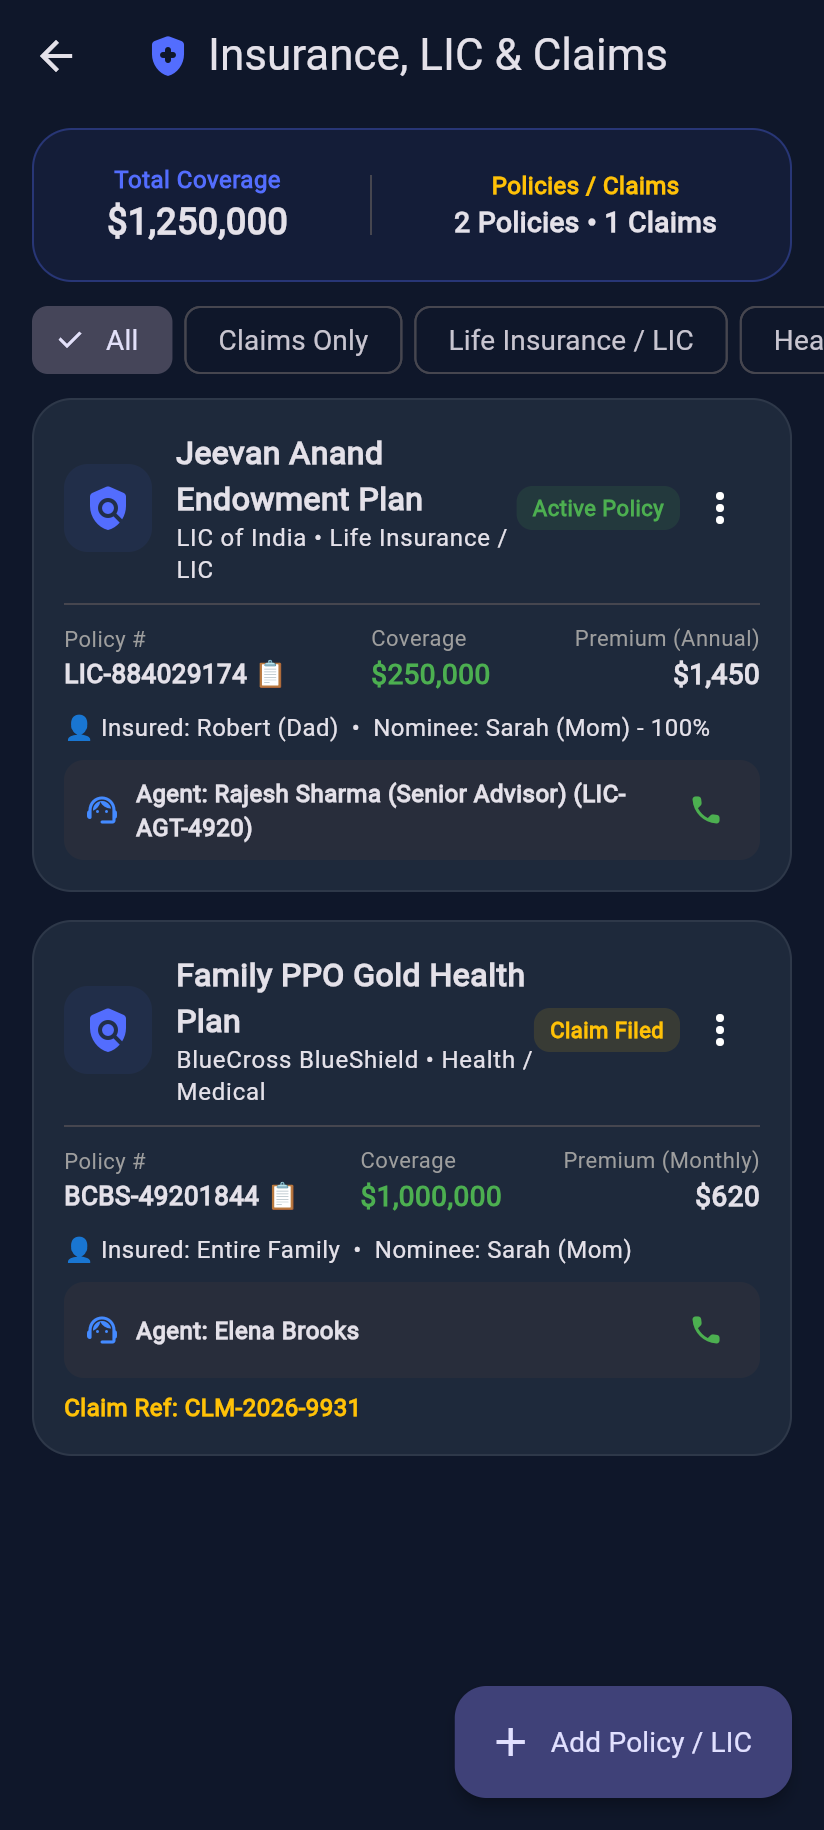 Insurance, LIC & Claims
Total Coverage
$1,250,000
Policies / Claims
2 Policies • 1 Claims
All
Claims Only
Life Insurance / LIC
Hea
Jeevan Anand
Endowment Plan
LIC of India • Life Insurance /
LIC
Active Policy
Policy #
LIC-884029174 📋
Coverage
$250,000
Premium (Annual)
$1,450
👤 Insured: Robert (Dad) • Nominee: Sarah (Mom) - 100%
Agent: Rajesh Sharma (Senior Advisor) (LIC-
AGT-4920)
Family PPO Gold Health
Plan
BlueCross BlueShield • Health /
Medical
Claim Filed
Policy #
BCBS-49201844 📋
Coverage
$1,000,000
Premium (Monthly)
$620
👤 Insured: Entire Family • Nominee: Sarah (Mom)
Agent: Elena Brooks
Claim Ref: CLM-2026-9931
Add Policy / LIC